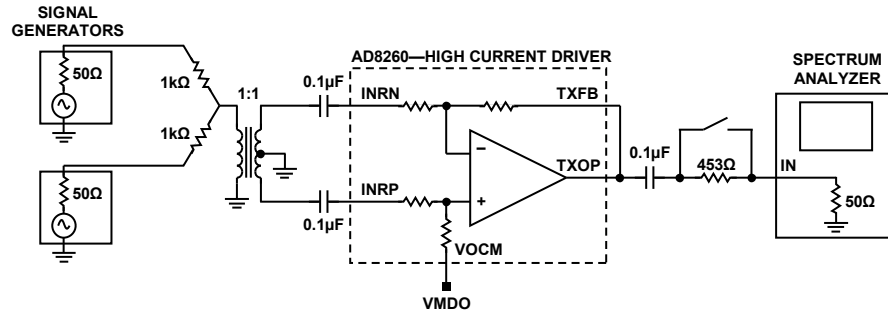 SIGNAL
GENERATORS
50Ω
1kΩ
1kΩ
50Ω
1:1
0.1µF
0.1µF
AD8260—HIGH CURRENT DRIVER
INRN
TXFB
INRP
TXOP
VOCM
VMDO
0.1µF
453Ω
SPECTRUM
ANALYZER
IN
50Ω